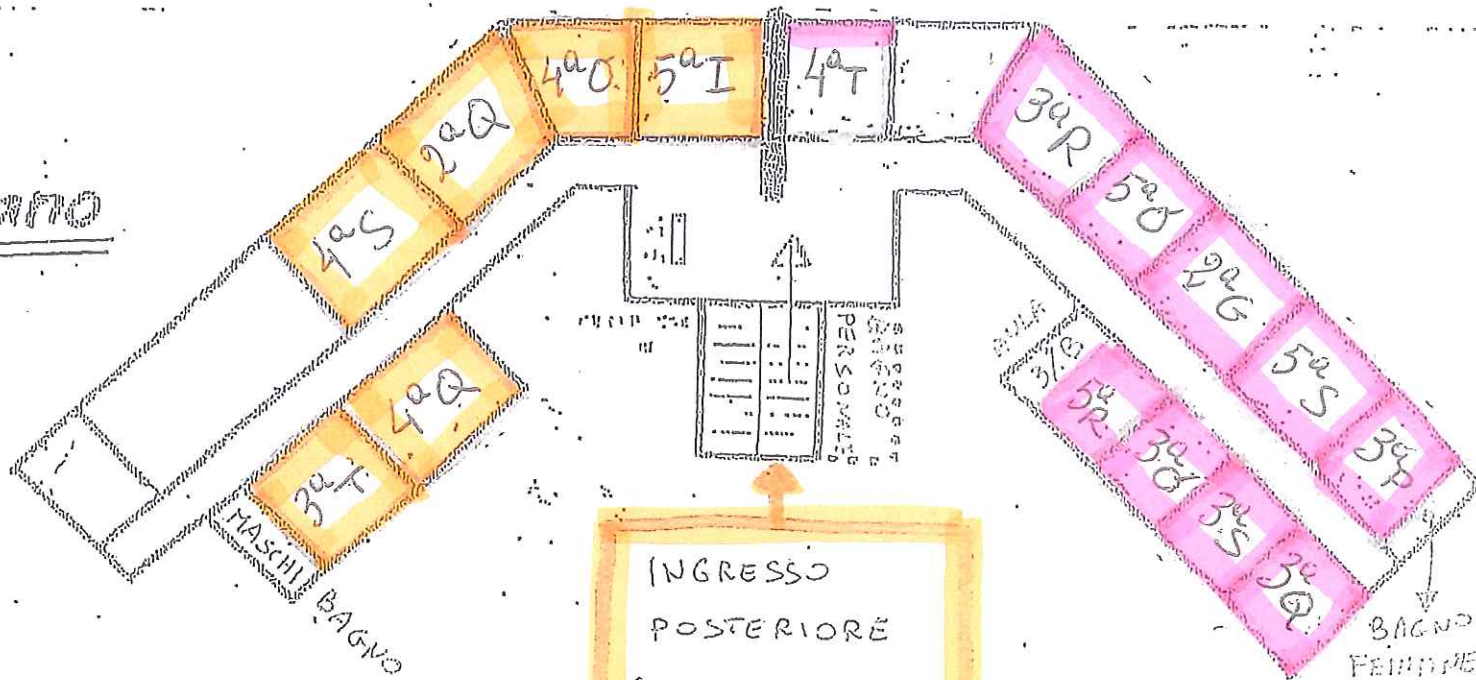 4ªO
5ªI
4ªT
2ªQ
3ªR
4ªS
5ªO
2ªG
4ªQ
5ªS
3ªT
3ªP
AULA
5ªR
3ªO
3ªS
3ªQ
PERSONALE
MASCHI
BAGNO
INGRESSO
POSTERIORE
BAGNO
FEMMINE